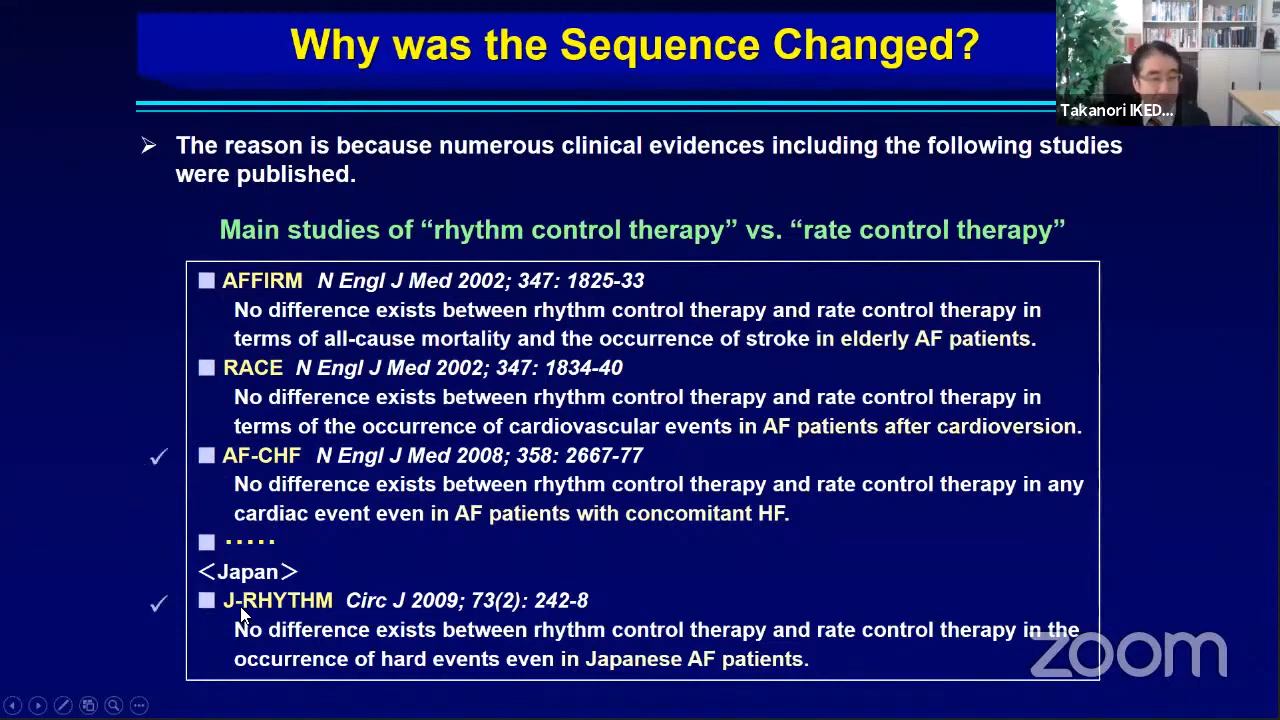 Why was the Sequence Changed?
Takanori IKED...
➢ The reason is because numerous clinical evidences including the following studies
were published.
Main studies of “rhythm control therapy” vs. “rate control therapy”
■ AFFIRM N Engl J Med 2002; 347: 1825-33
No difference exists between rhythm control therapy and rate control therapy in
terms of all-cause mortality and the occurrence of stroke in elderly AF patients.
■ RACE N Engl J Med 2002; 347: 1834-40
No difference exists between rhythm control therapy and rate control therapy in
terms of the occurrence of cardiovascular events in AF patients after cardioversion.
✓ ■ AF-CHF N Engl J Med 2008; 358: 2667-77
No difference exists between rhythm control therapy and rate control therapy in any
cardiac event even in AF patients with concomitant HF.
■ ·····
＜Japan＞
✓ ■ J-RHYTHM Circ J 2009; 73(2): 242-8
No difference exists between rhythm control therapy and rate control therapy in the
occurrence of hard events even in Japanese AF patients.
zoom